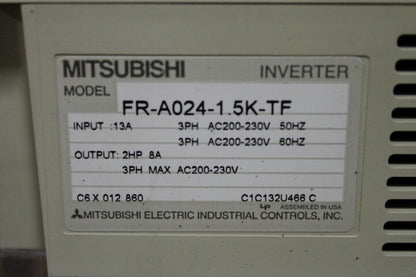 MITSUBISHI INVERTER
MODEL FR-A024-1.5K-TF
INPUT :13A 3PH AC200-230V 50HZ
3PH AC200-230V 60HZ
OUTPUT: 2HP 8A
3PH MAX AC200-230V
C6 X 012 860 C1C132U466 C
ASSEMBLED IN USA
MITSUBISHI ELECTRIC INDUSTRIAL CONTROLS, INC.